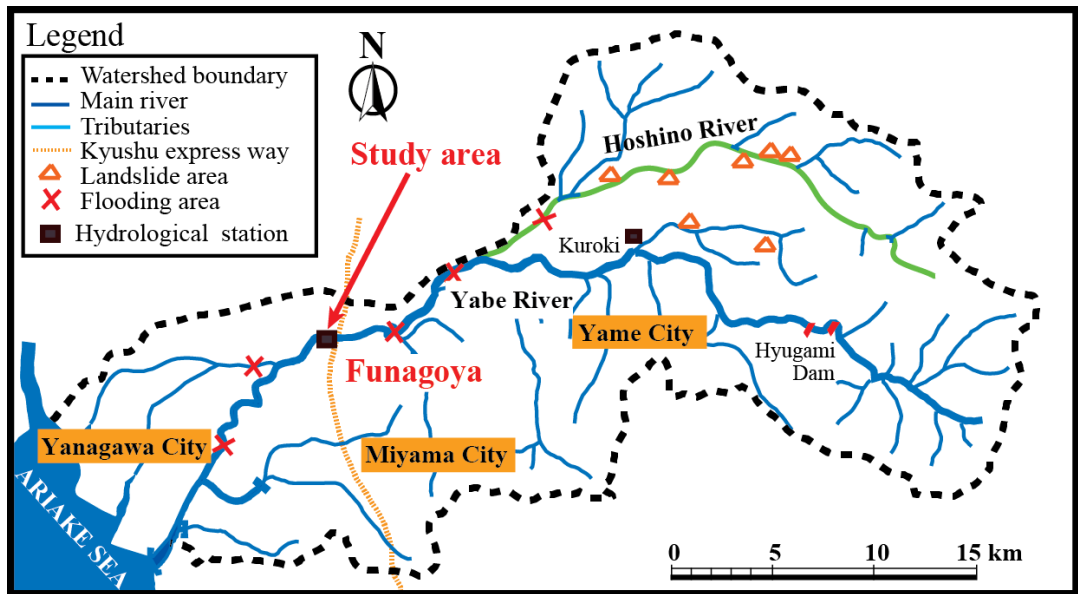 Legend
Watershed boundary
Main river
Tributaries
Kyushu express way
Landslide area
Flooding area
Hydrological station
N
Study area
Hoshino River
Kuroki
Yabe River
Yame City
Hyugami
Dam
Funagoya
Yanagawa City
Miyama City
ARIAKE SEA
0 5 10 15 km